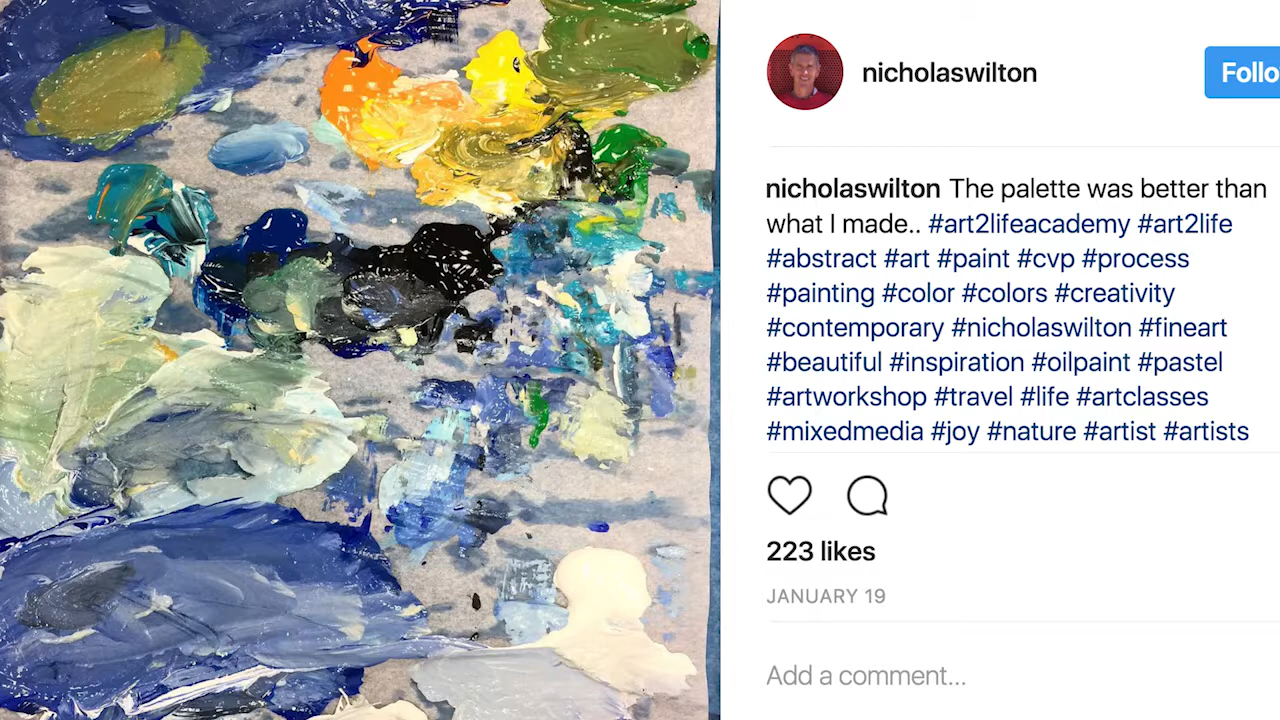 nicholaswilton
Follo
nicholaswilton The palette was better than
what I made.. #art2lifeacademy #art2life
#abstract #art #paint #cvp #process
#painting #color #colors #creativity
#contemporary #nicholaswilton #fineart
#beautiful #inspiration #oilpaint #pastel
#artworkshop #travel #life #artclasses
#mixedmedia #joy #nature #artist #artists
223 likes
JANUARY 19
Add a comment...